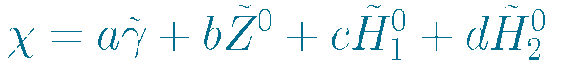 χ = aγ̃ + bZ̃⁰ + cH̃₁⁰ + dH̃₂⁰